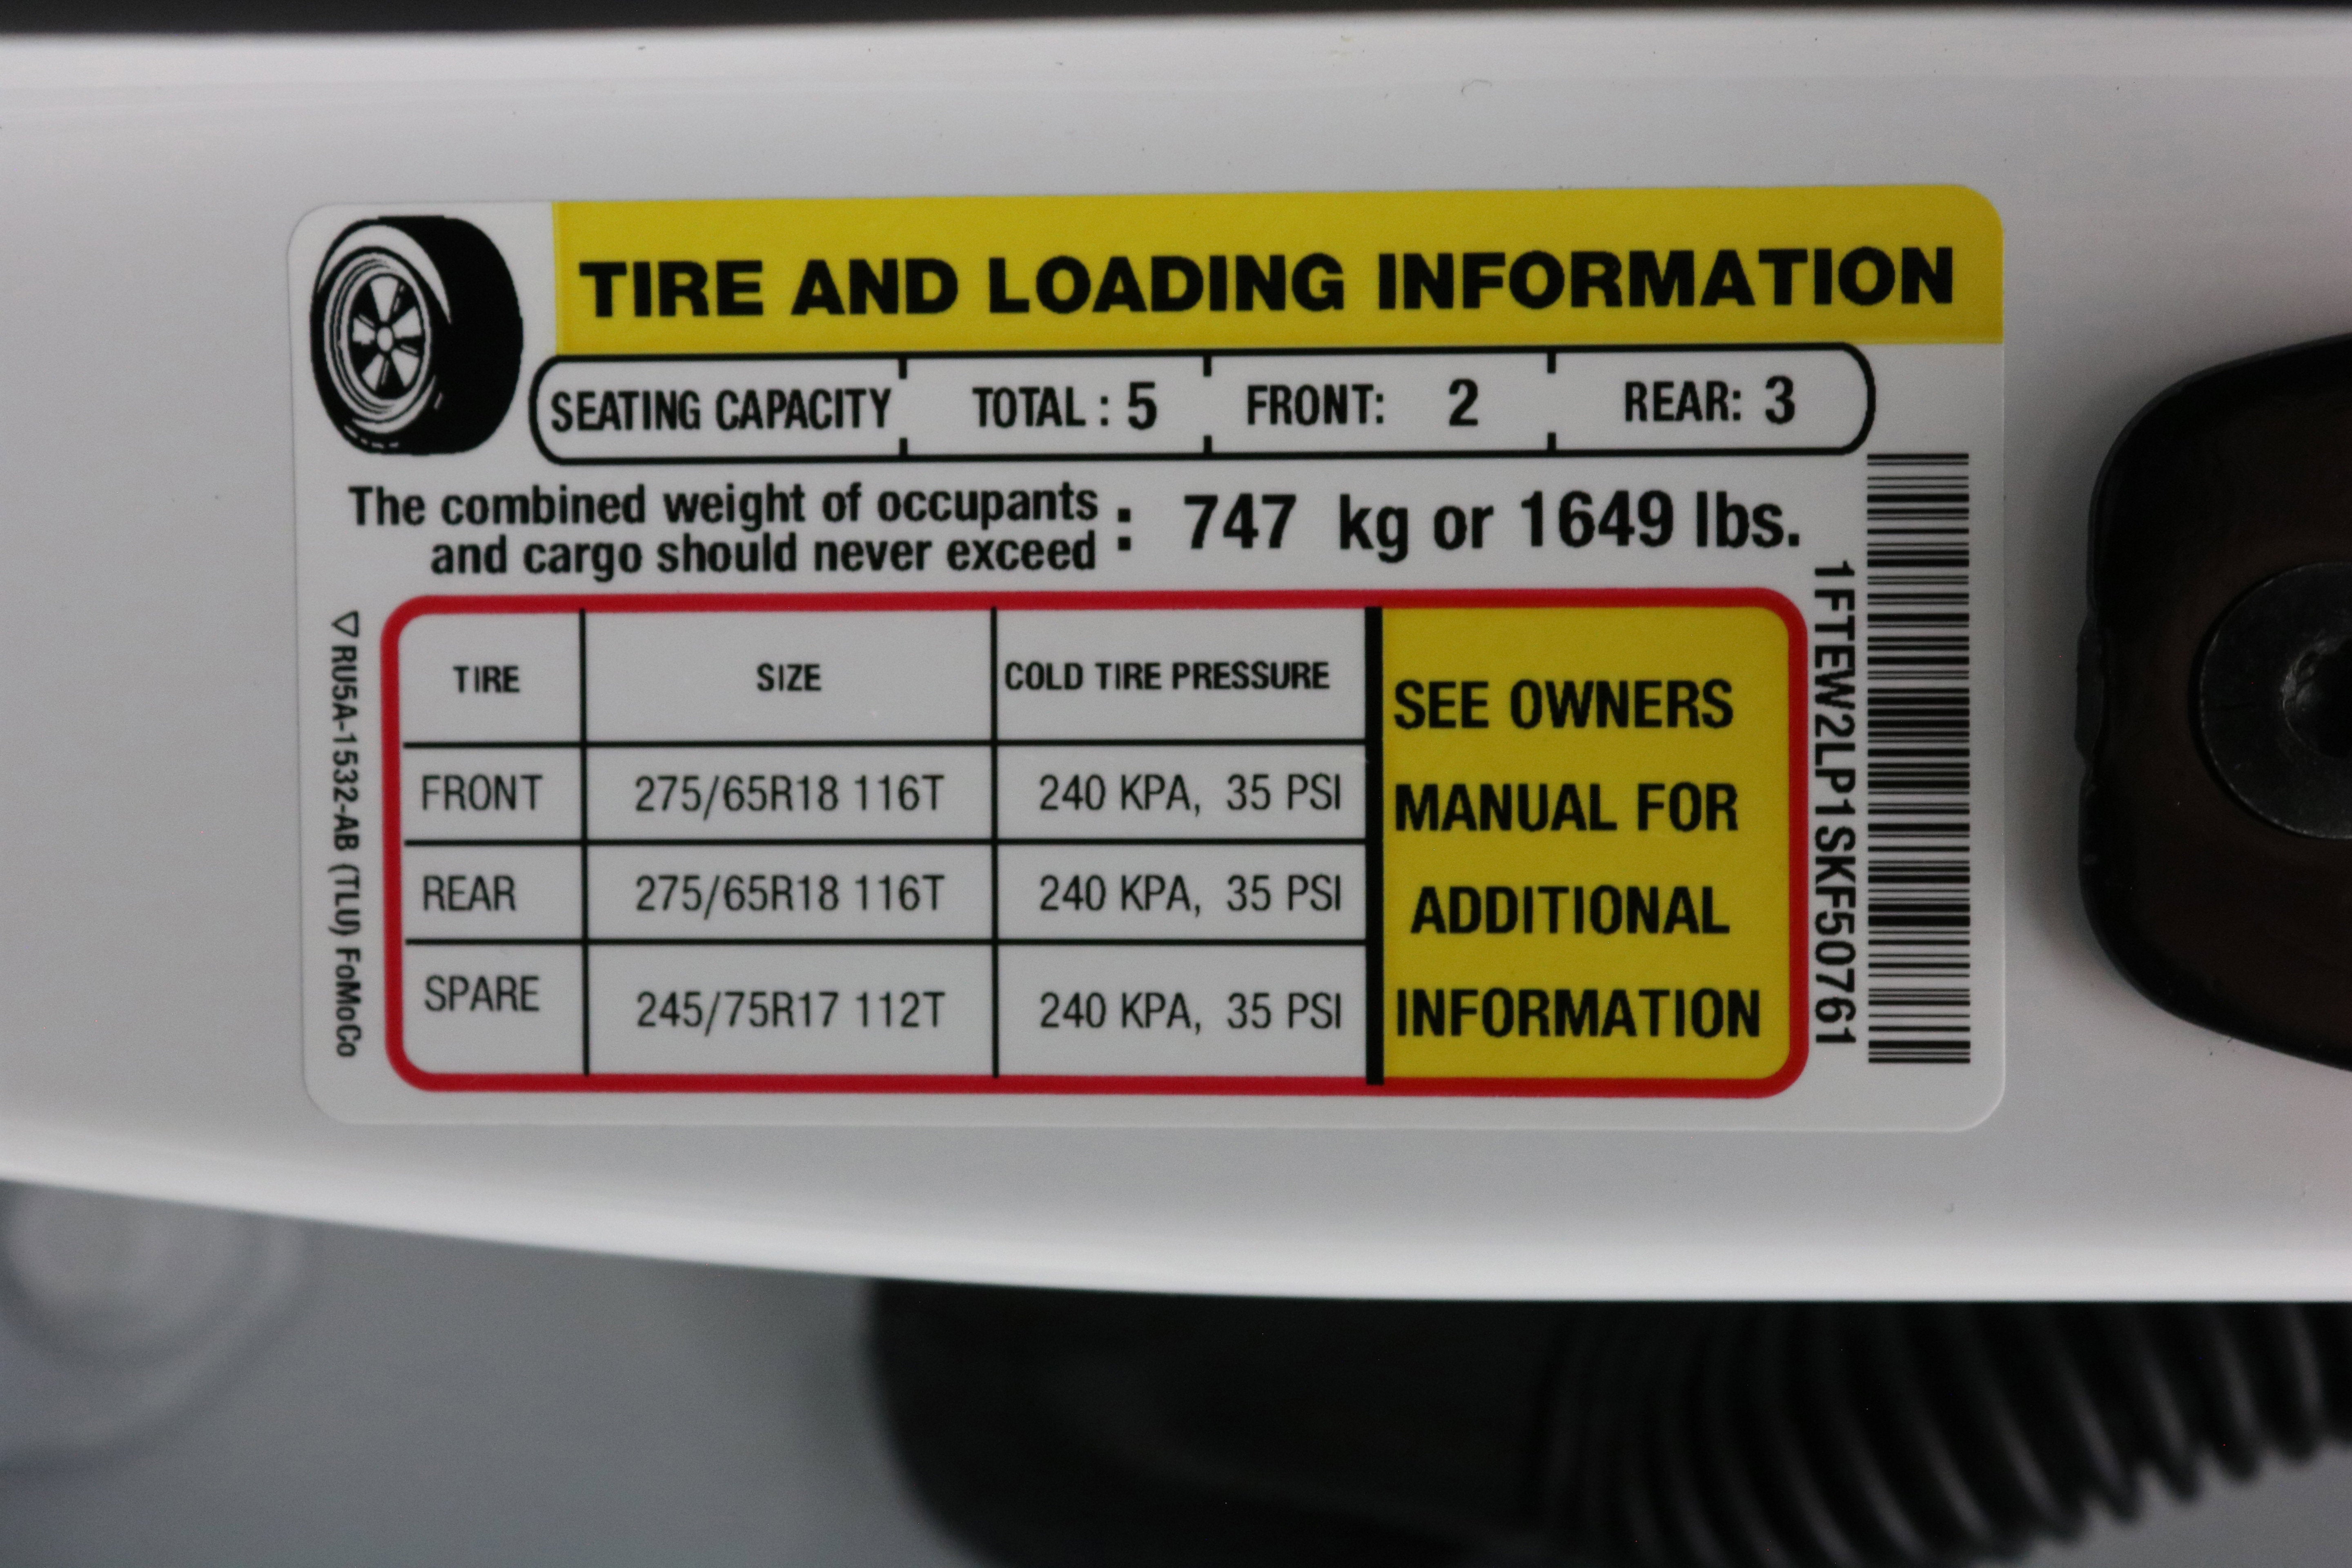 TIRE AND LOADING INFORMATION
SEATING CAPACITY TOTAL : 5 FRONT: 2 REAR: 3
The combined weight of occupants
and cargo should never exceed : 747 kg or 1649 lbs.
TIRE SIZE COLD TIRE PRESSURE
FRONT 275/65R18 116T 240 KPA, 35 PSI
REAR 275/65R18 116T 240 KPA, 35 PSI
SPARE 245/75R17 112T 240 KPA, 35 PSI
SEE OWNERS
MANUAL FOR
ADDITIONAL
INFORMATION
RU5A-1532-AB (TLU) FoMoCo
1FTEW2LP1SKF50761